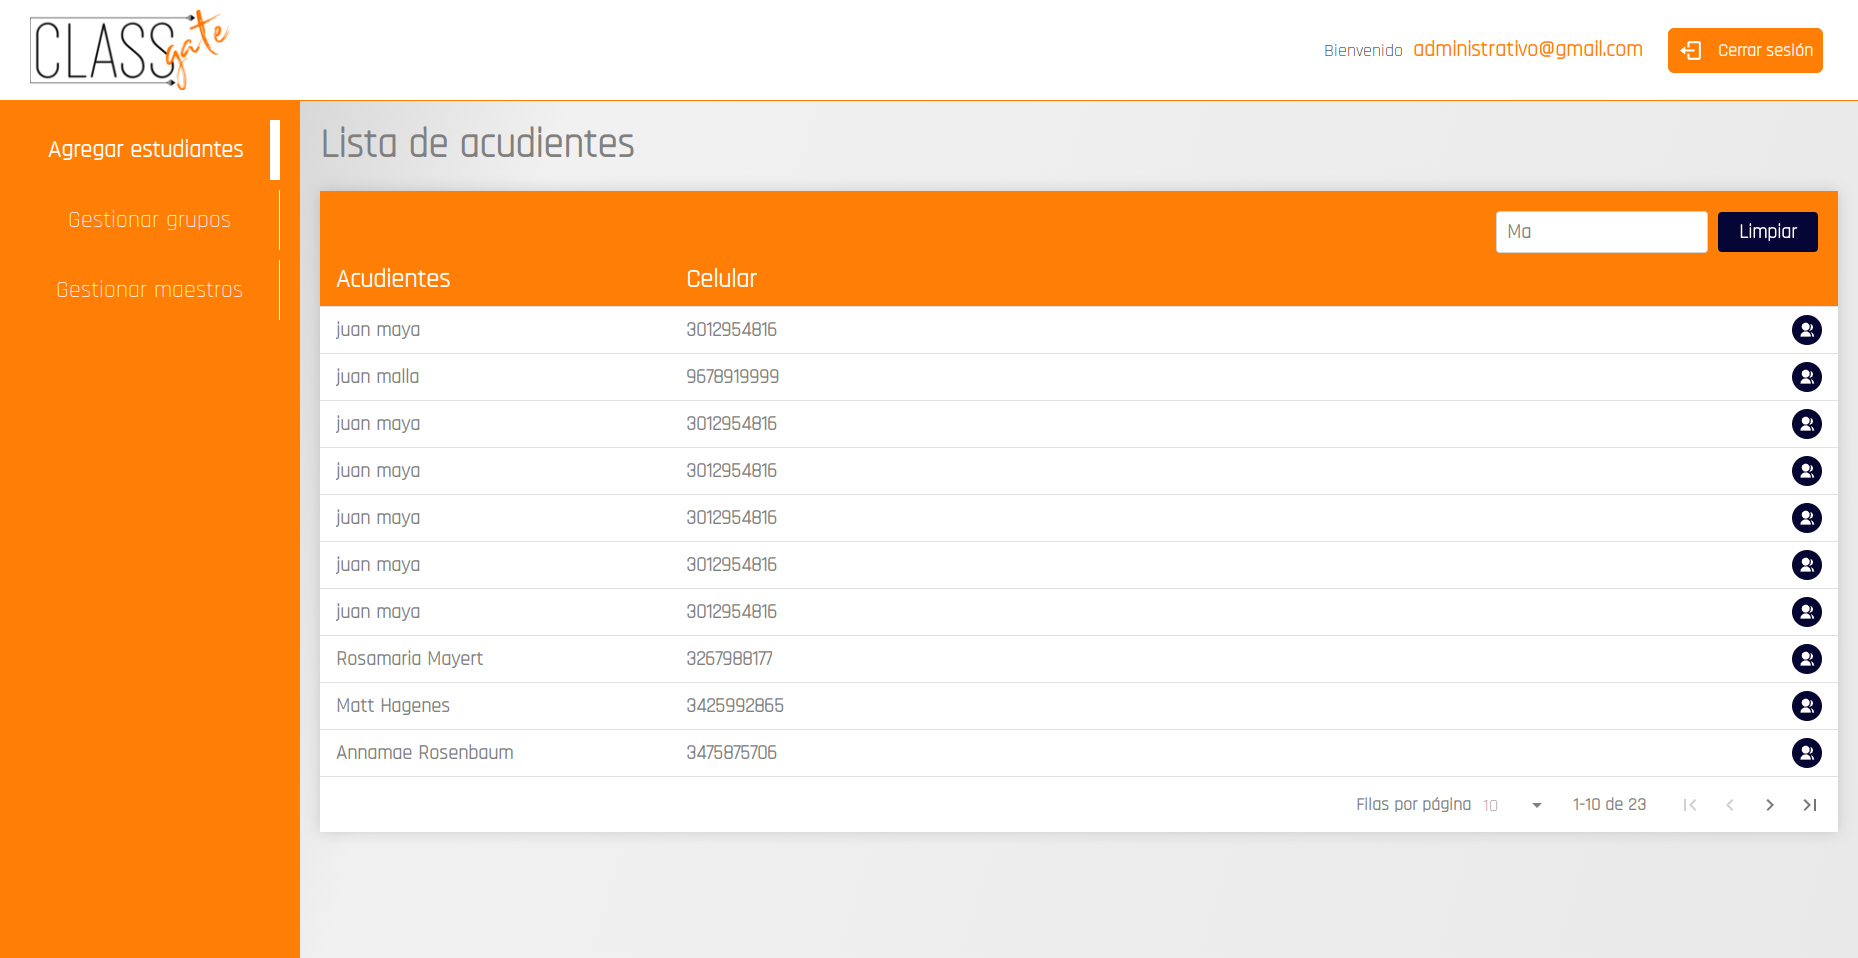 CLASSgate
Bienvenido administrativo@gmail.com
Cerrar sesión
Agregar estudiantes
Gestionar grupos
Gestionar maestros
Lista de acudientes
Ma
Limpiar
Acudientes Celular
juan maya 3012954816
juan malla 9678919999
juan maya 3012954816
juan maya 3012954816
juan maya 3012954816
juan maya 3012954816
juan maya 3012954816
Rosamaria Mayert 3267988177
Matt Hagenes 3425992865
Annamae Rosenbaum 3475875706
Filas por página 10 1-10 de 23